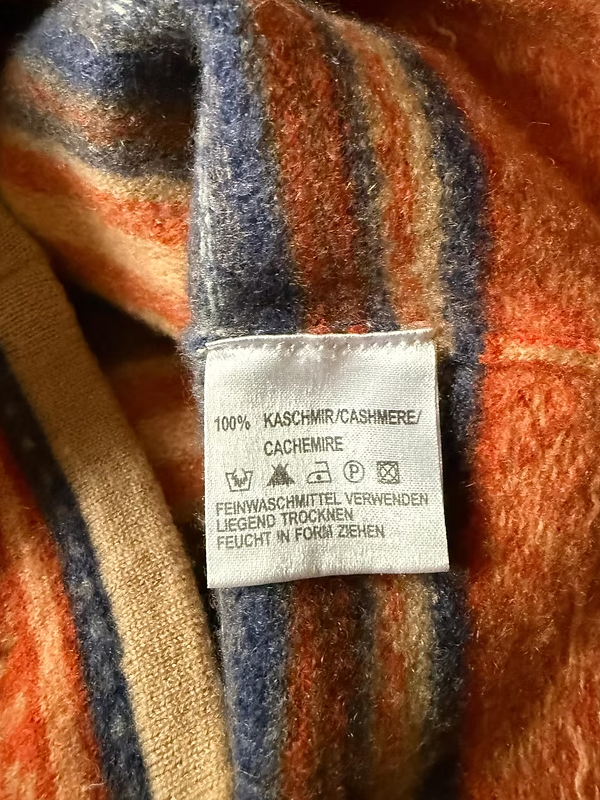 100% KASCHMIR/CASHMERE/
CACHEMIRE
P
FEINWASCHMITTEL VERWENDEN
LIEGEND TROCKNEN
FEUCHT IN FORM ZIEHEN